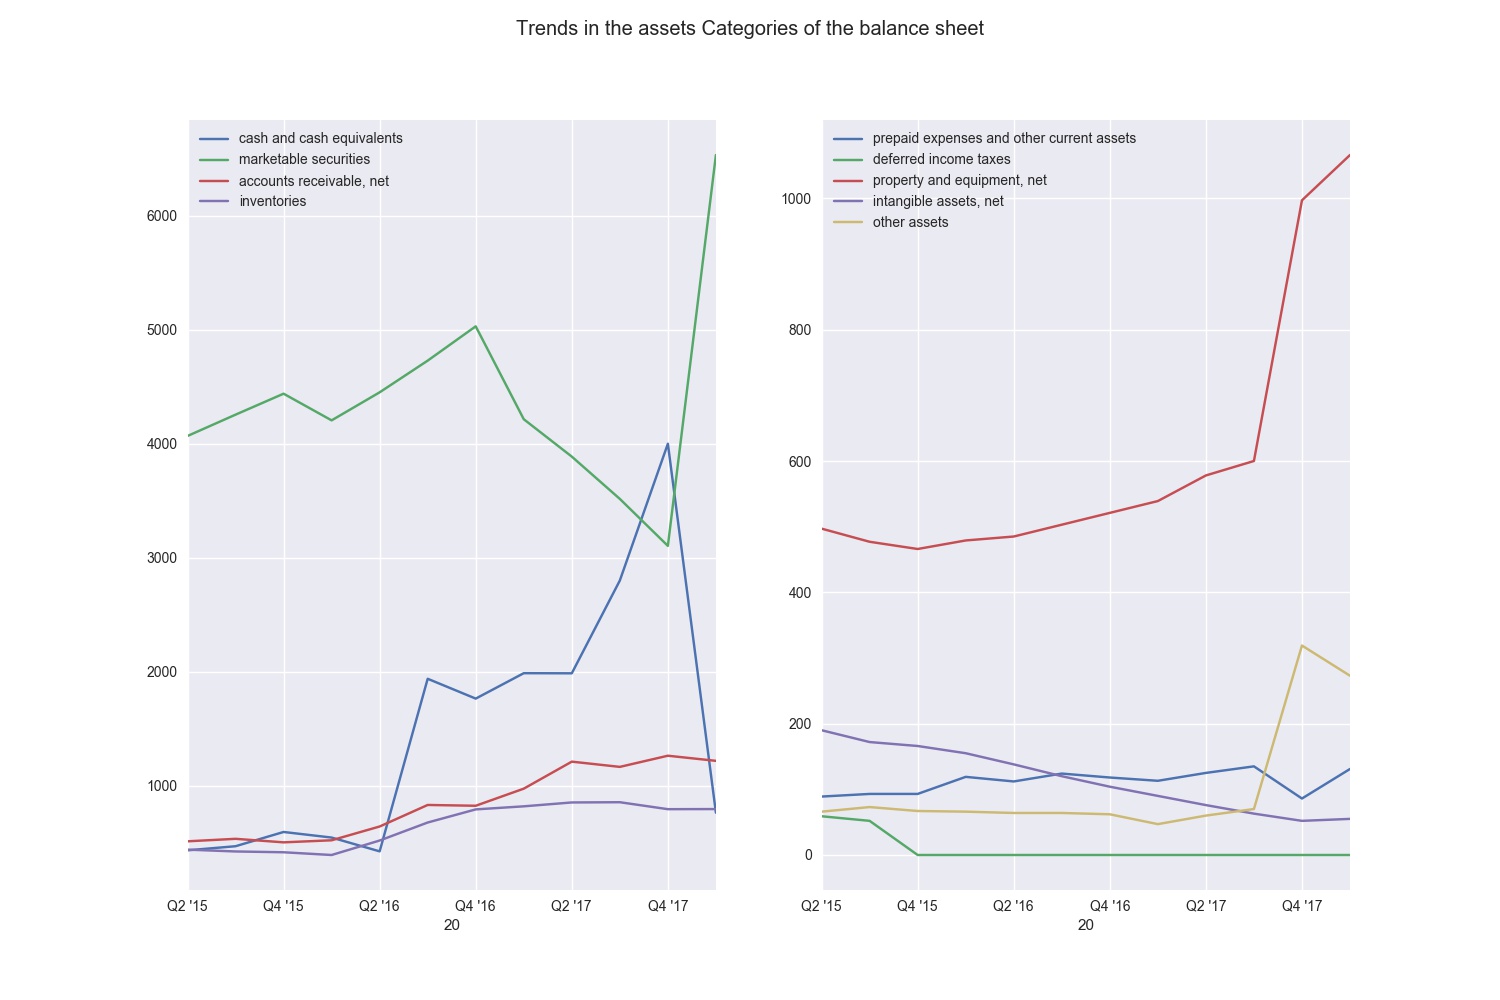 Trends in the assets Categories of the balance sheet
cash and cash equivalents
marketable securities
accounts receivable, net
inventories
6000
5000
4000
3000
2000
1000
Q2 '15 Q4 '15 Q2 '16 Q4 '16 Q2 '17 Q4 '17
20
prepaid expenses and other current assets
deferred income taxes
property and equipment, net
intangible assets, net
other assets
1000
800
600
400
200
0
Q2 '15 Q4 '15 Q2 '16 Q4 '16 Q2 '17 Q4 '17
20